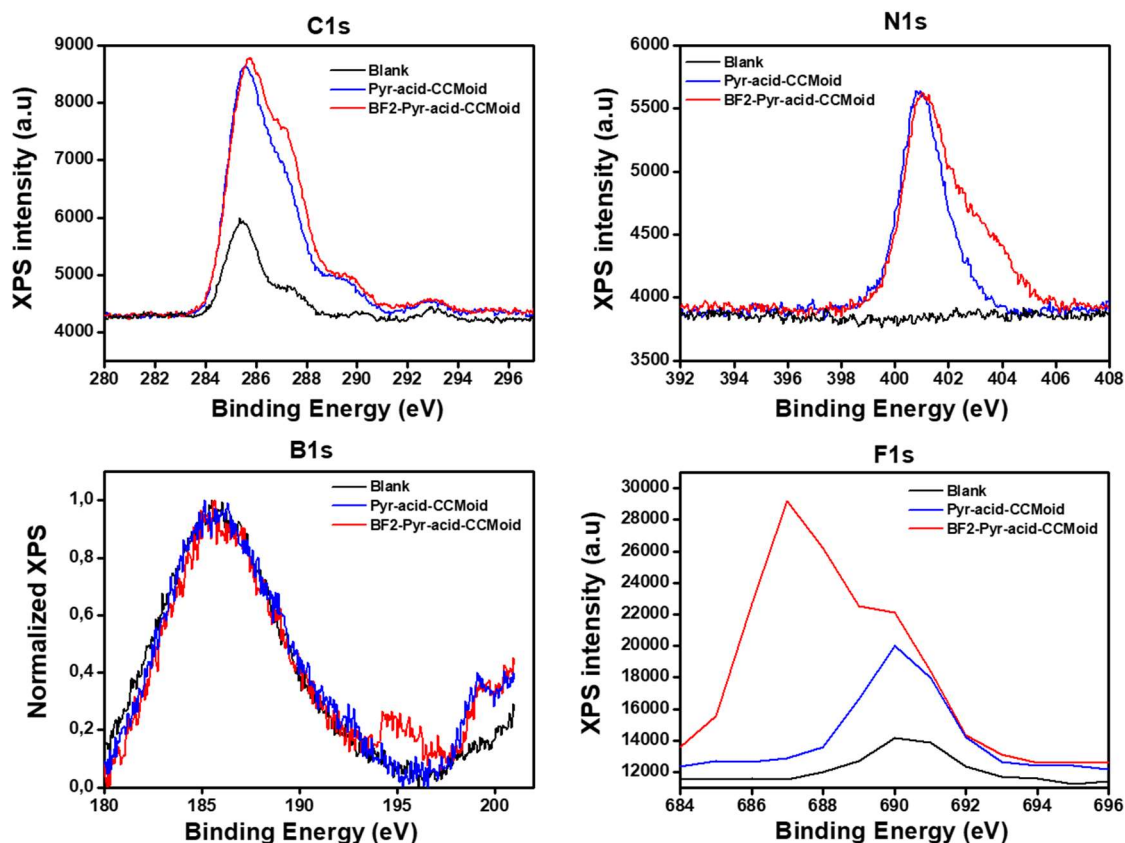 C1s
9000
8000
7000
6000
5000
4000
XPS intensity (a.u)
Blank
Pyr-acid-CCMoid
BF2-Pyr-acid-CCMoid
280 282 284 286 288 290 292 294 296
Binding Energy (eV)
N1s
6000
5500
5000
4500
4000
3500
XPS intensity (a.u)
Blank
Pyr-acid-CCMoid
BF2-Pyr-acid-CCMoid
392 394 396 398 400 402 404 406 408
Binding Energy (eV)
B1s
1,0
0,8
0,6
0,4
0,2
0,0
Normalized XPS
Blank
Pyr-acid-CCMoid
BF2-Pyr-acid-CCMoid
180 185 190 195 200
Binding Energy (eV)
F1s
30000
28000
26000
24000
22000
20000
18000
16000
14000
12000
XPS intensity (a.u)
Blank
Pyr-acid-CCMoid
BF2-Pyr-acid-CCMoid
684 686 688 690 692 694 696
Binding Energy (eV)